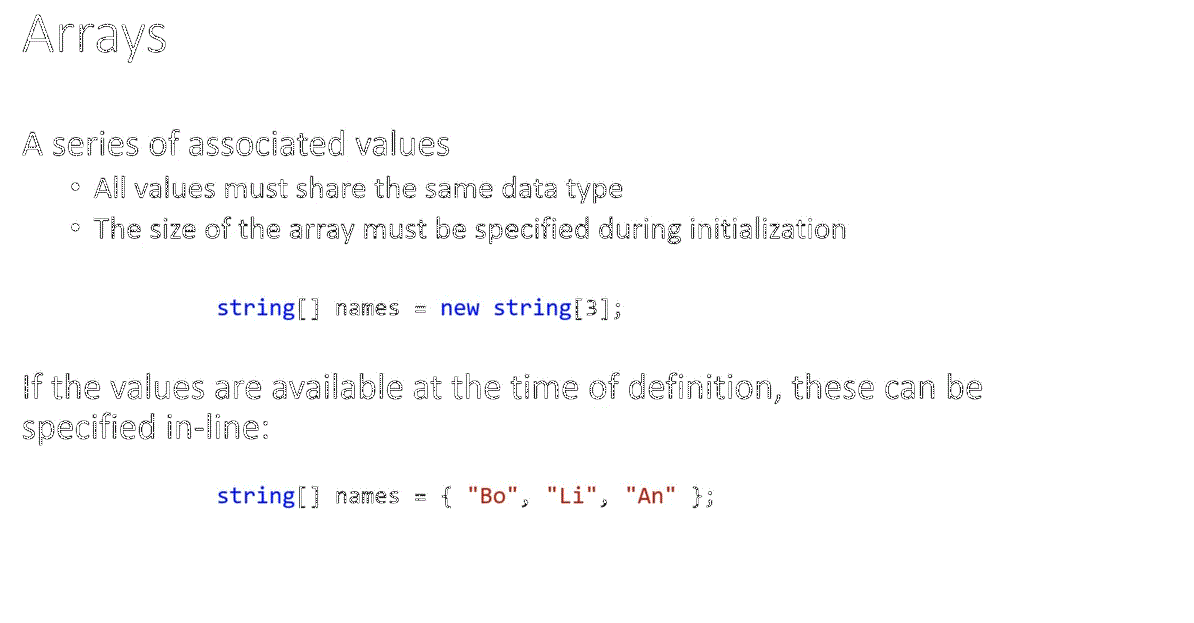 Arrays
A series of associated values
◦ All values must share the same data type
◦ The size of the array must be specified during initialization
string[] names = new string[3];
If the values are available at the time of definition, these can be
specified in-line:
string[] names = { "Bo", "Li", "An" };